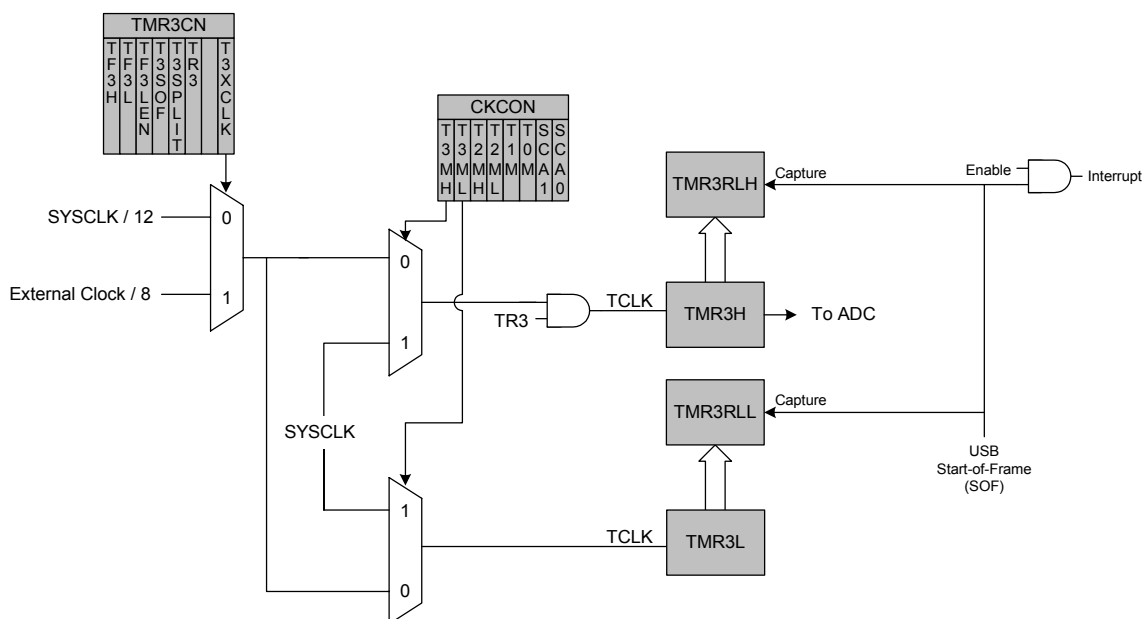 TMR3CN
TF3H
TF3L
TF3LEN
T3SOF
T3SPLIT
TR3
T3XCLK
CKCON
T3MH
T3ML
T2MH
T2ML
T1M
T0M
SCA1
SCA0
SYSCLK / 12
0
External Clock / 8
1
0
1
SYSCLK
1
0
TR3
TCLK
TMR3RLH
Capture
Enable
Interrupt
TMR3H
To ADC
TMR3RLL
Capture
USB
Start-of-Frame
(SOF)
TCLK
TMR3L